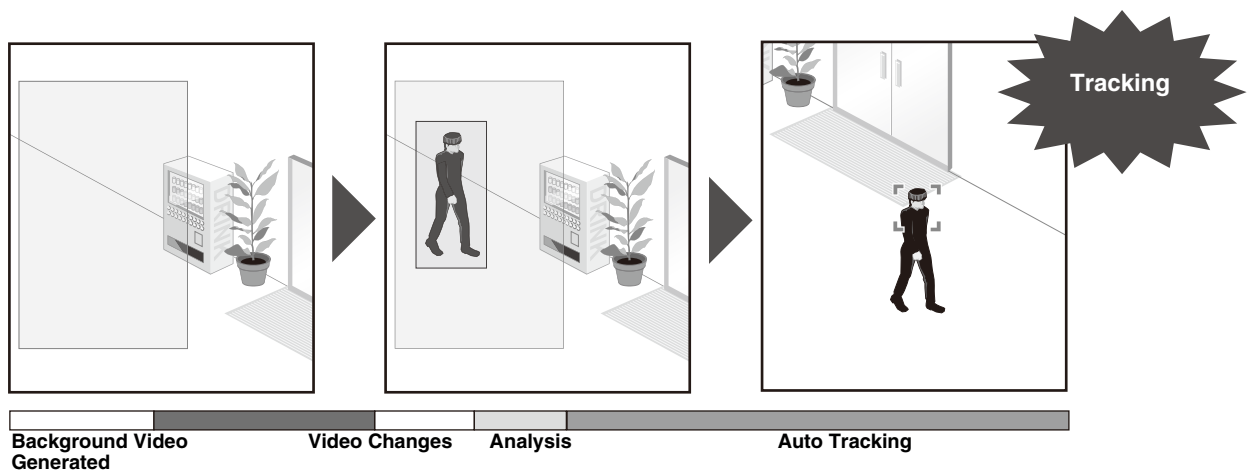 Tracking
Background Video
Generated
Video Changes
Analysis
Auto Tracking